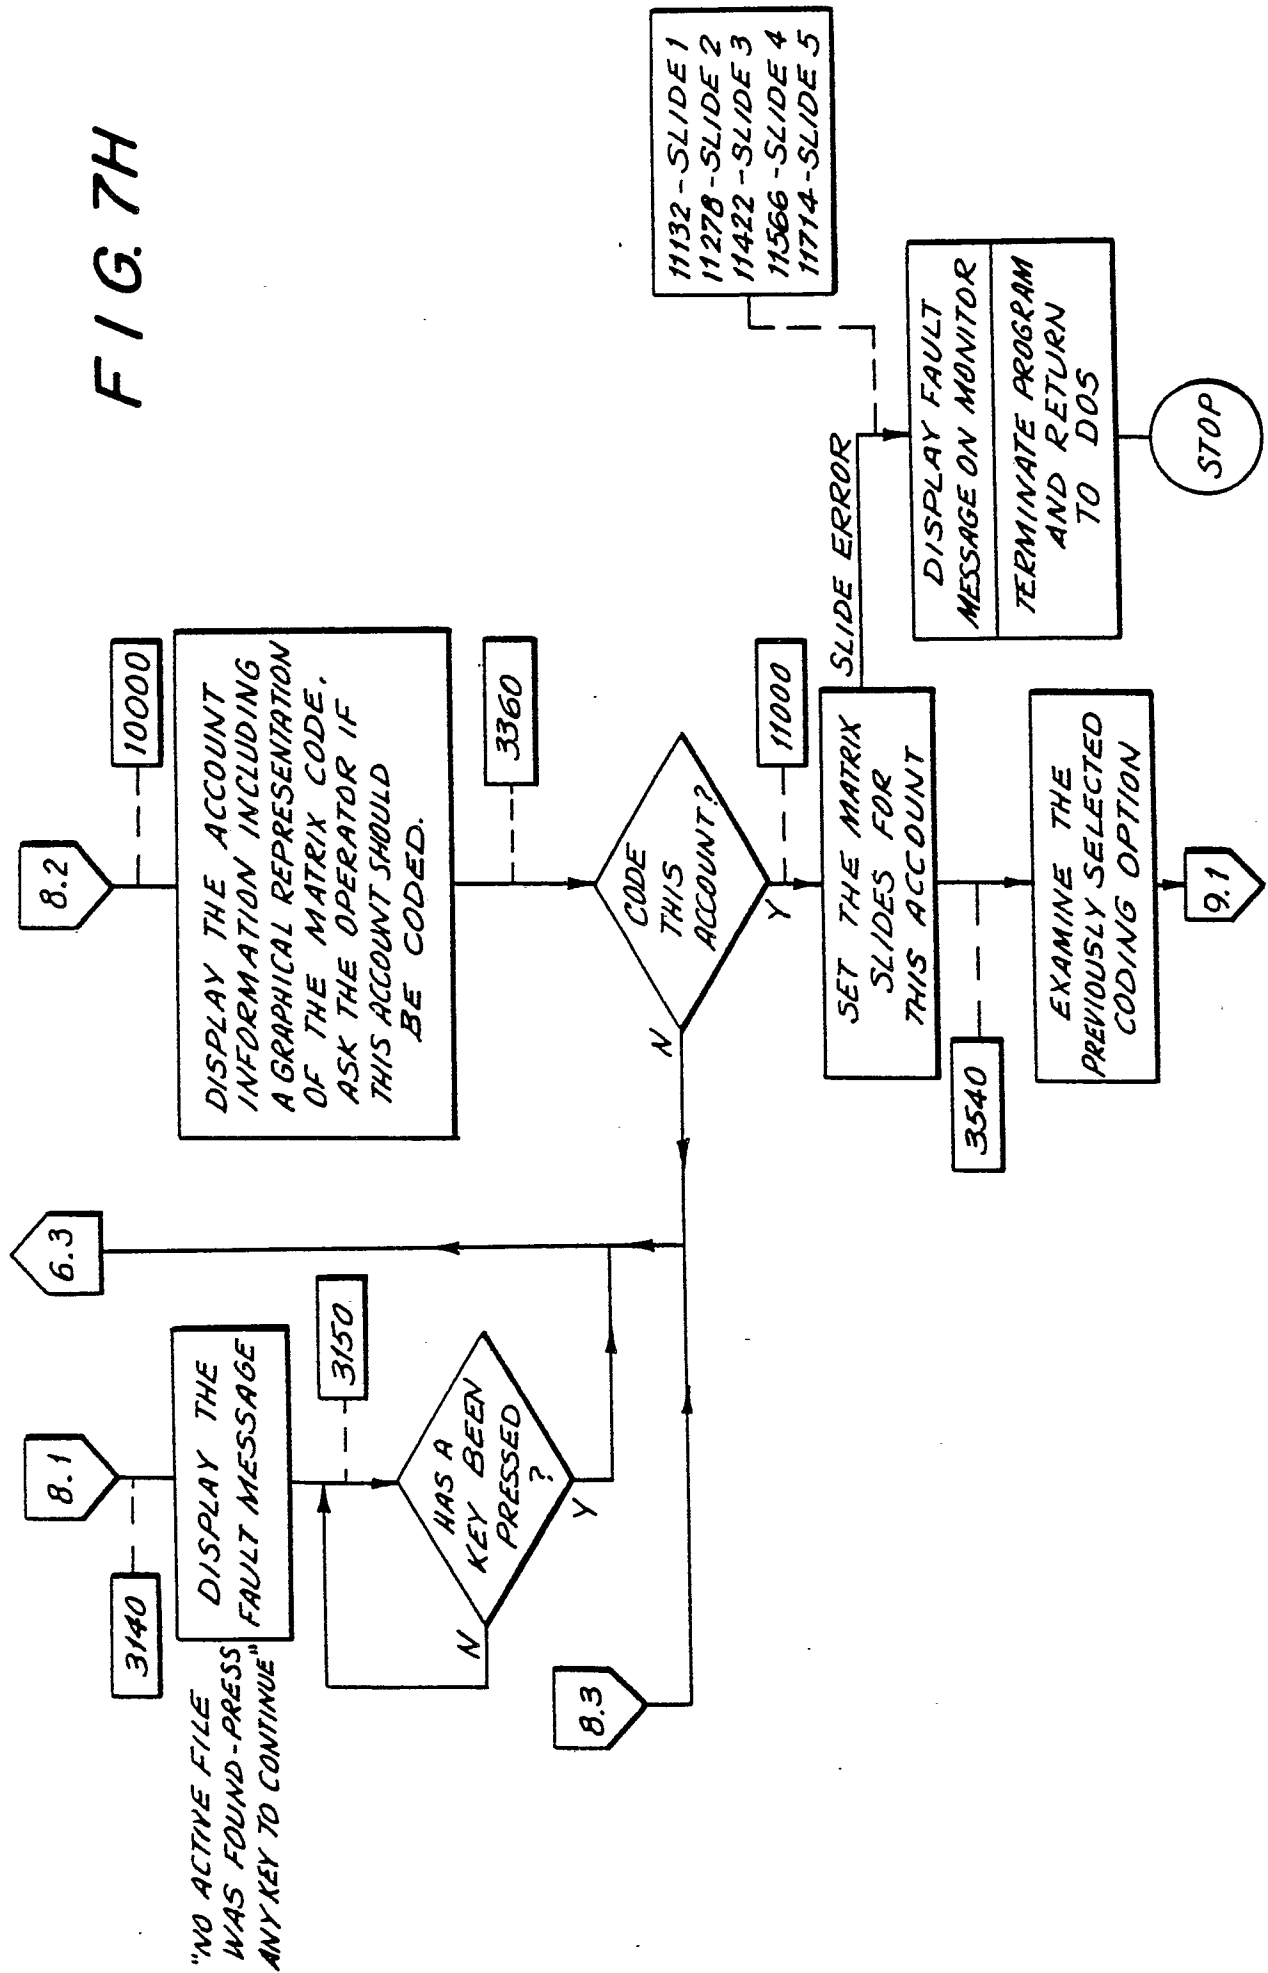 FIG. 7H
8.1
3140
"NO ACTIVE FILE
WAS FOUND-PRESS
ANY KEY TO CONTINUE"
DISPLAY THE
FAULT MESSAGE
3150
HAS A
KEY BEEN
PRESSED
?
N
Y
8.3
6.3
8.2
10000
DISPLAY THE ACCOUNT
INFORMATION INCLUDING
A GRAPHICAL REPRESENTATION
OF THE MATRIX CODE.
ASK THE OPERATOR IF
THIS ACCOUNT SHOULD
BE CODED.
3360
CODE
THIS
ACCOUNT?
N
Y
11000
SET THE MATRIX
SLIDES FOR
THIS ACCOUNT
SLIDE ERROR
3540
EXAMINE THE
PREVIOUSLY SELECTED
CODING OPTION
9.1
11132-SLIDE 1
11278-SLIDE 2
11422-SLIDE 3
11566-SLIDE 4
11714-SLIDE 5
DISPLAY FAULT
MESSAGE ON MONITOR
TERMINATE PROGRAM
AND RETURN
TO DOS
STOP